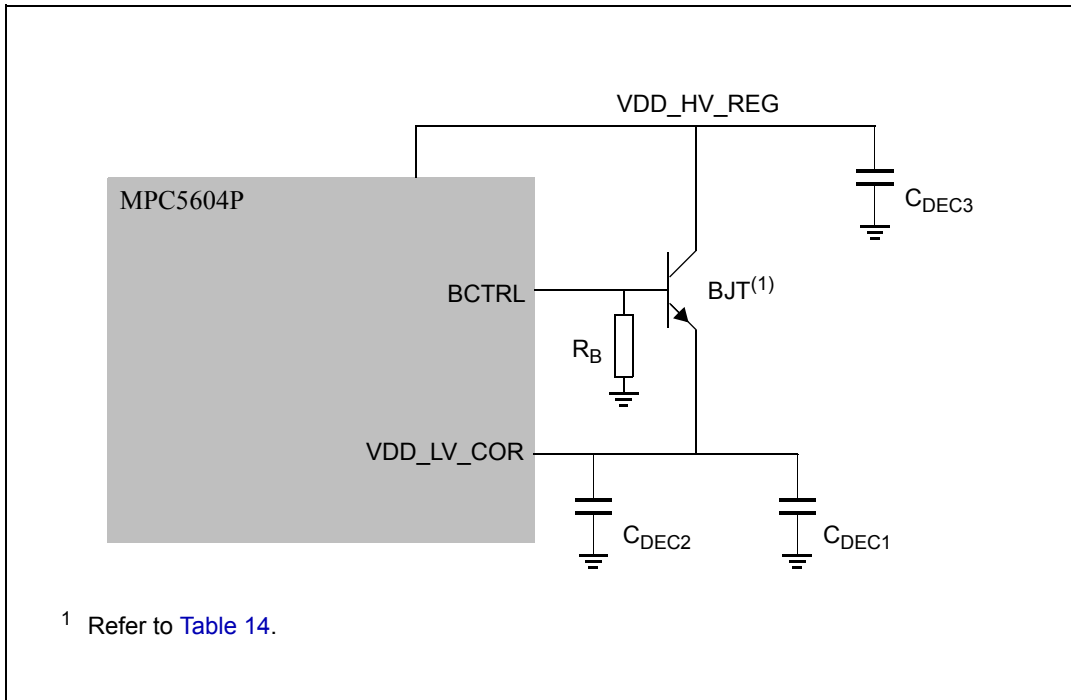 VDD_HV_REG
MPC5604P
CDEC3
BCTRL
BJT(1)
RB
VDD_LV_COR
CDEC2
CDEC1
1 Refer to Table 14.